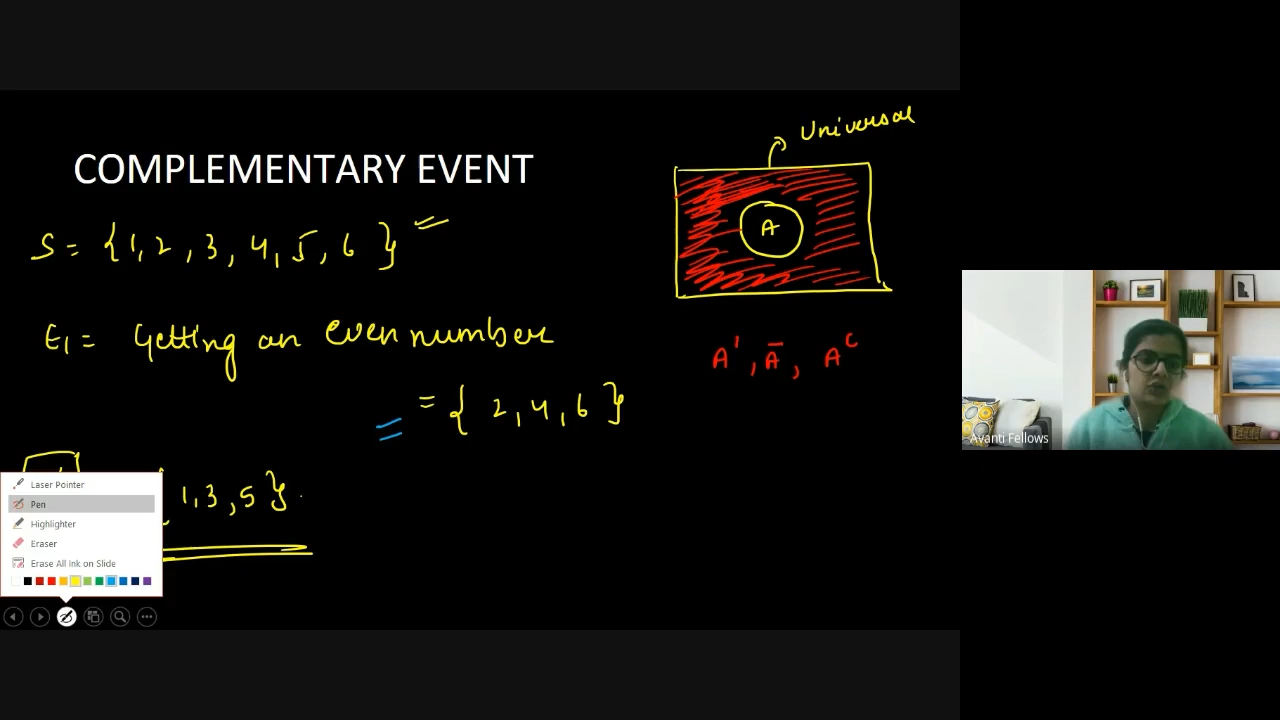 Universal
COMPLEMENTARY EVENT
S = { 1, 2, 3, 4, 5, 6 }
A
E1 = Getting an even number
A', Ā, Aᶜ
= { 2, 4, 6 }
Avanti Fellows
1, 3, 5 }
Laser Pointer
Pen
Highlighter
Eraser
Erase All Ink on Slide